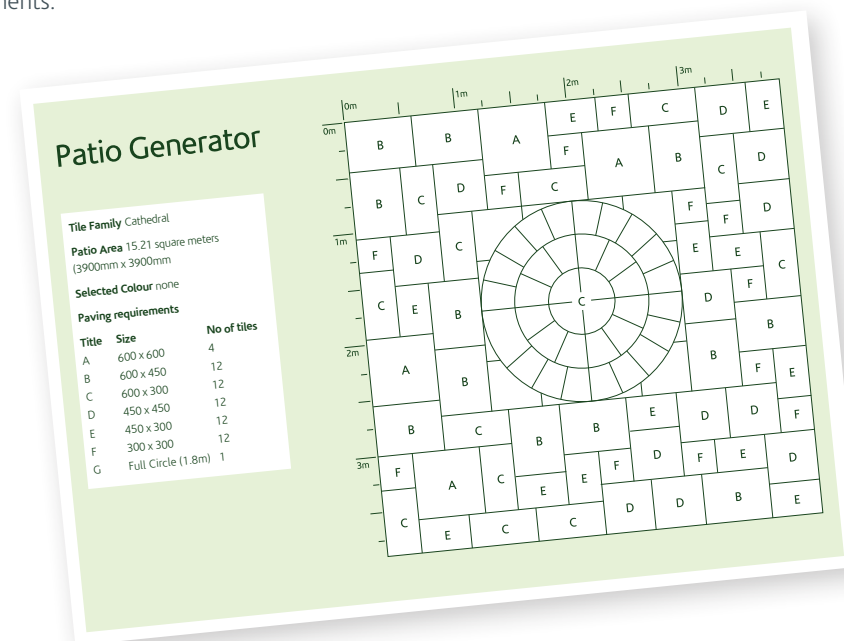 Patio Generator
Tile Family Cathedral
Patio Area 15.21 square meters
(3900mm x 3900mm
Selected Colour none
Paving requirements
Title Size No of tiles
A 600 x 600 4
B 600 x 450 12
C 600 x 300 12
D 450 x 450 12
E 450 x 300 12
F 300 x 300 12
G Full Circle (1.8m) 1
0m 1m 2m 3m
0m
1m
2m
3m
B B A E F C D E
F A B C D
B C D F C F F D
F D C E E C
C E B C D F B
A B B F E
B C B B E D D F
F A C E E F D F E D
C E C C D D B E